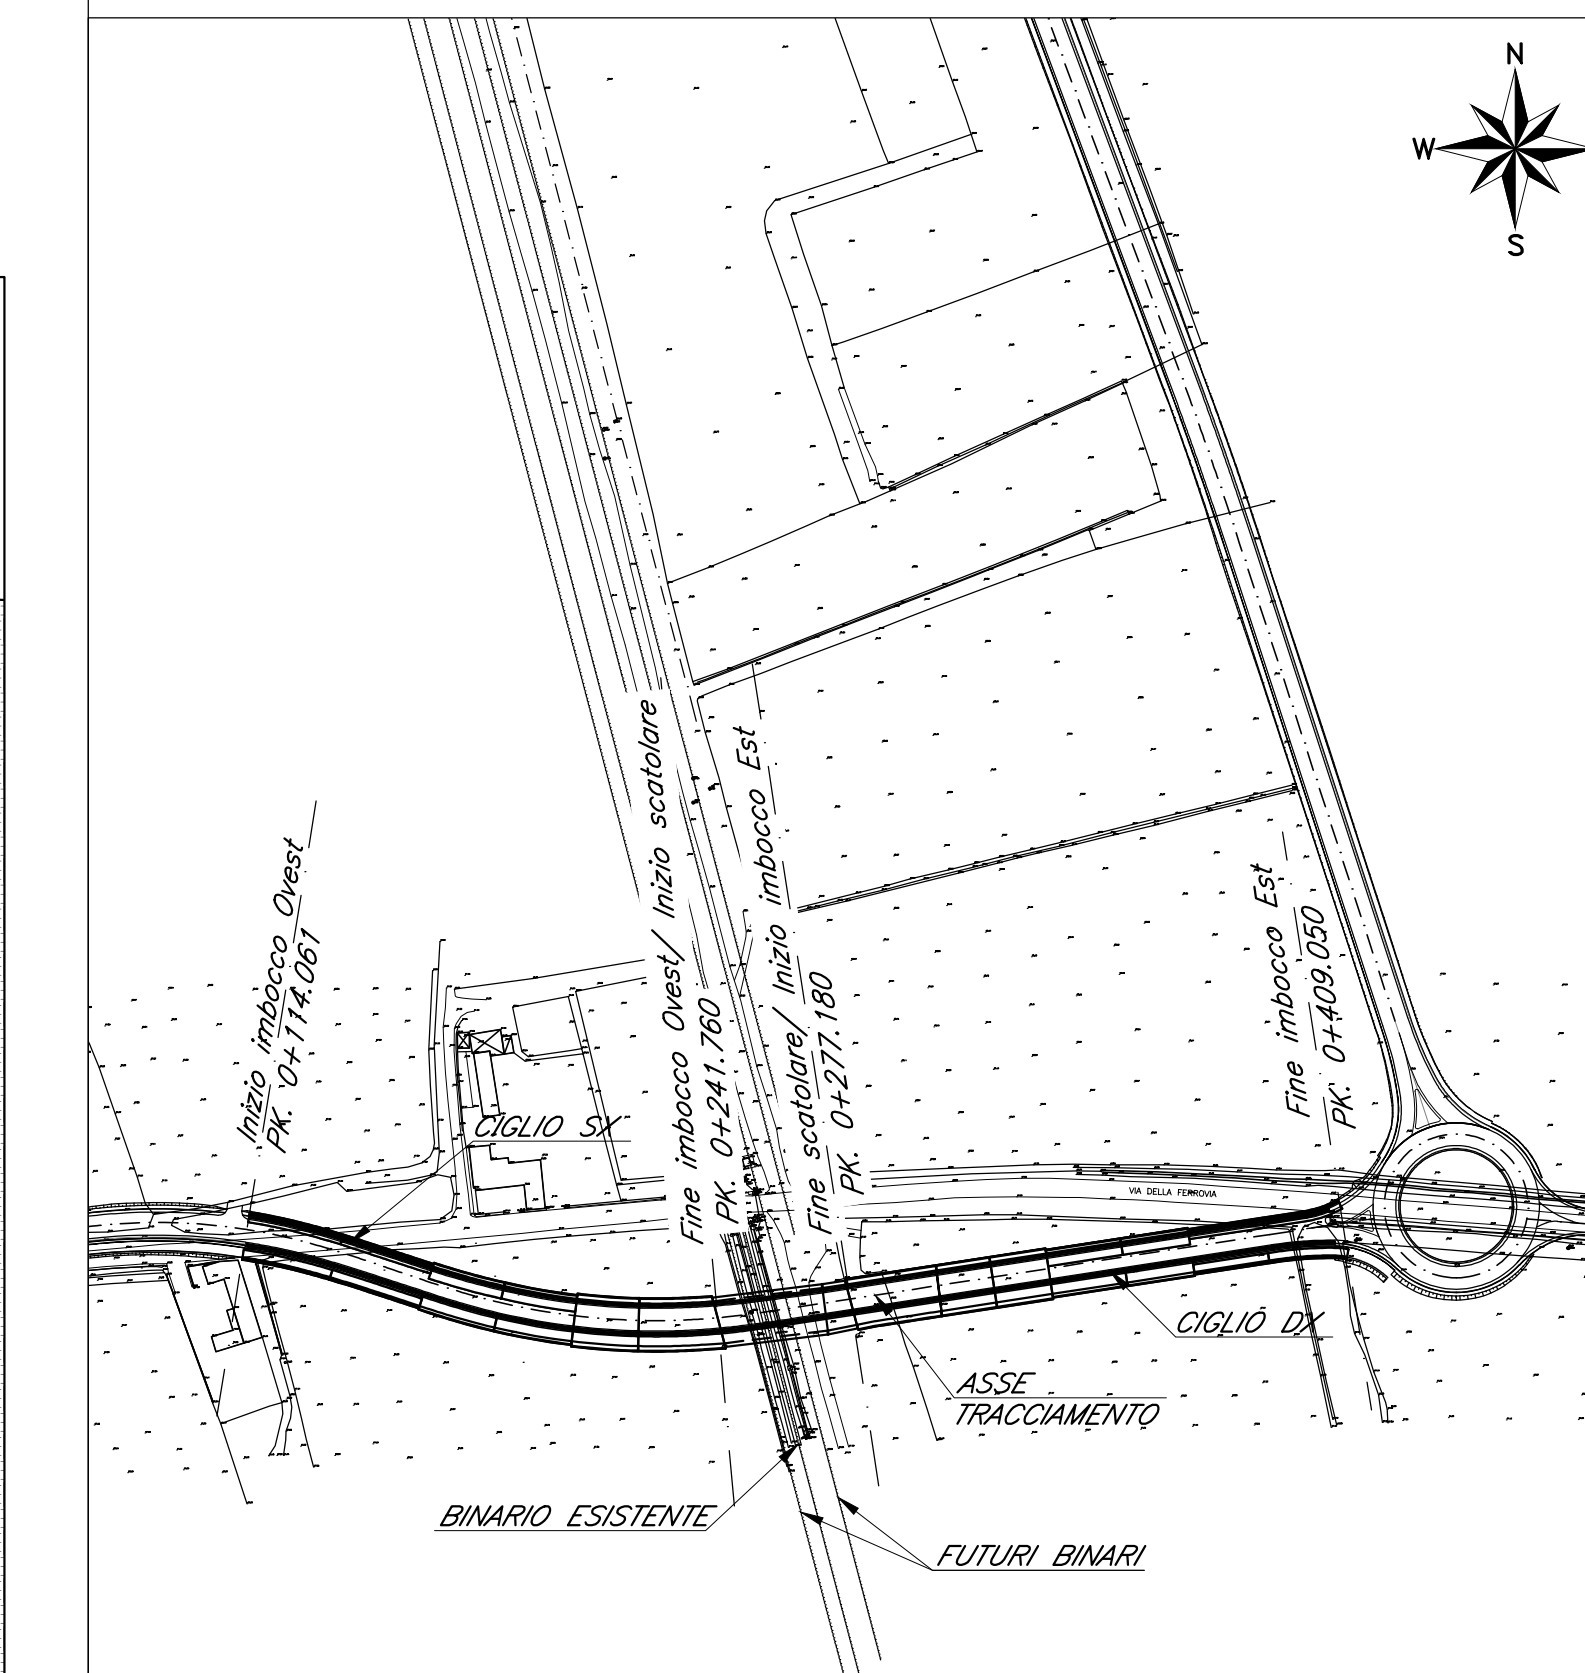 N
W
S
Inizio imbocco Ovest
PK. 0+114.061
Fine imbocco Ovest/ Inizio scatolare
PK. 0+241.760
Fine scatolare/ Inizio imbocco Est
PK. 0+277.180
Fine imbocco Est
PK. 0+409.050
CIGLIO SX
VIA DELLA FERROVIA
CIGLIO DX
ASSE
TRACCIAMENTO
BINARIO ESISTENTE
FUTURI BINARI